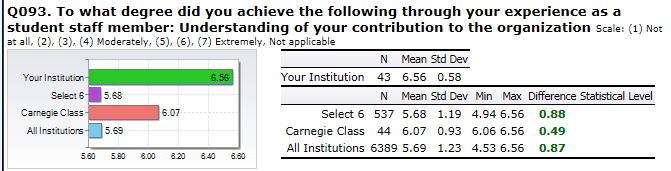 Q093. To what degree did you achieve the following through your experience as a
student staff member: Understanding of your contribution to the organization Scale: (1) Not
at all, (2), (3), (4) Moderately, (5), (6), (7) Extremely, Not applicable
Your Institution 6.56
Select 6 5.68
Carnegie Class 6.07
All Institutions 5.69
5.60 5.80 6.00 6.20 6.40 6.60
N Mean Std Dev
Your Institution 43 6.56 0.58
N Mean Std Dev Min Max Difference Statistical Level
Select 6 537 5.68 1.19 4.94 6.56 0.88
Carnegie Class 44 6.07 0.93 6.06 6.56 0.49
All Institutions 6389 5.69 1.23 4.53 6.56 0.87